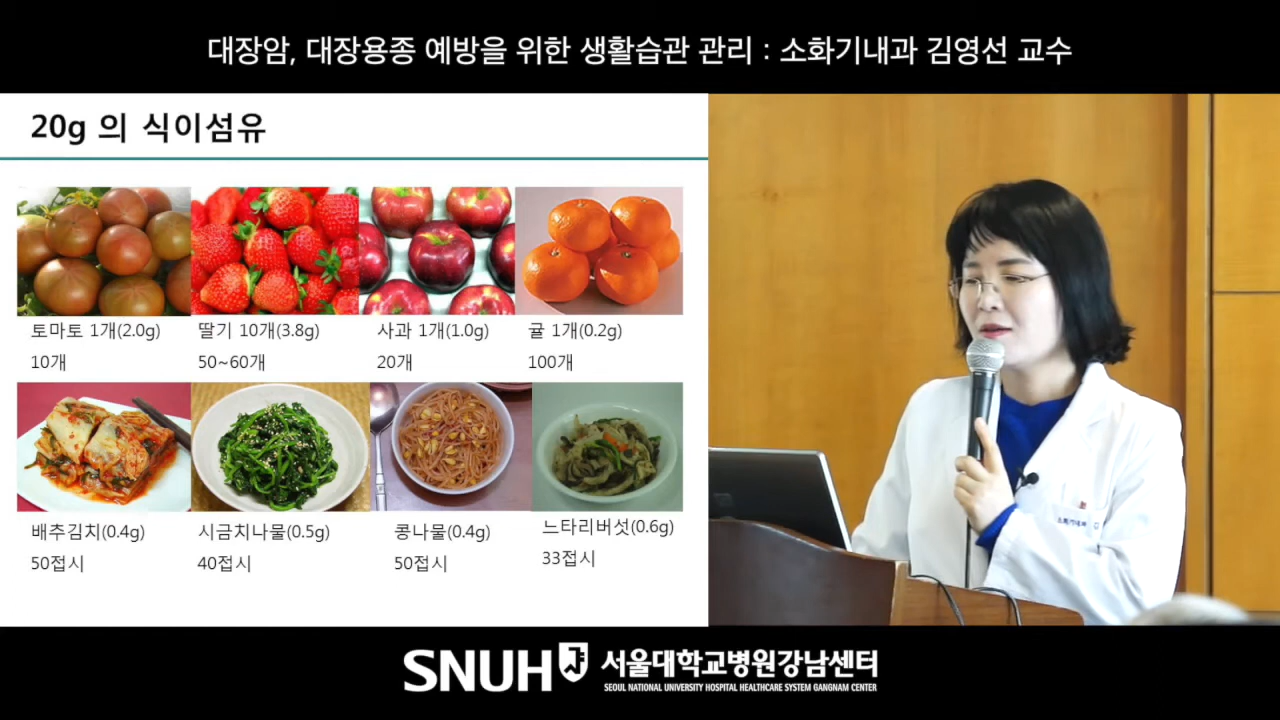 대장암, 대장용종 예방을 위한 생활습관 관리 : 소화기내과 김영선 교수
20g 의 식이섬유
토마토 1개(2.0g)
10개
딸기 10개(3.8g)
50~60개
사과 1개(1.0g)
20개
귤 1개(0.2g)
100개
배추김치(0.4g)
50접시
시금치나물(0.5g)
40접시
콩나물(0.4g)
50접시
느타리버섯(0.6g)
33접시
소화기내과 김
SNUH 서울대학교병원강남센터
SEOUL NATIONAL UNIVERSITY HOSPITAL HEALTHCARE SYSTEM GANGNAM CENTER